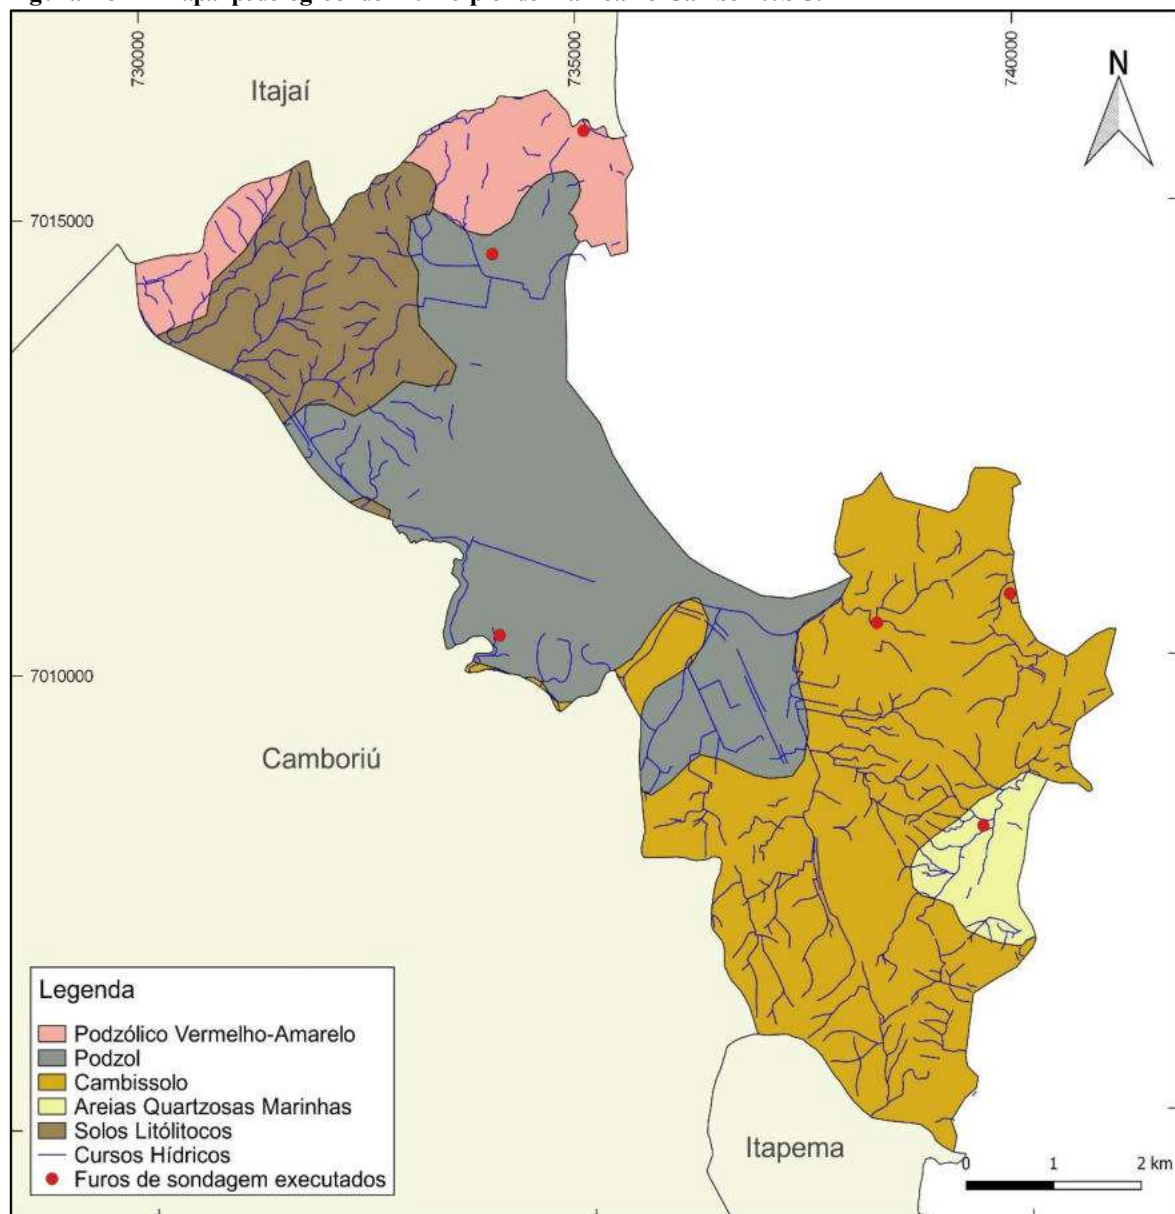 730000
735000
740000
Itajaí
N
7015000
7010000
Camboriú
Legenda
Podzólico Vermelho-Amarelo
Podzol
Cambissolo
Areias Quartzosas Marinhas
Solos Litólitocos
Cursos Hídricos
Furos de sondagem executados
Itapema
0 1 2 km